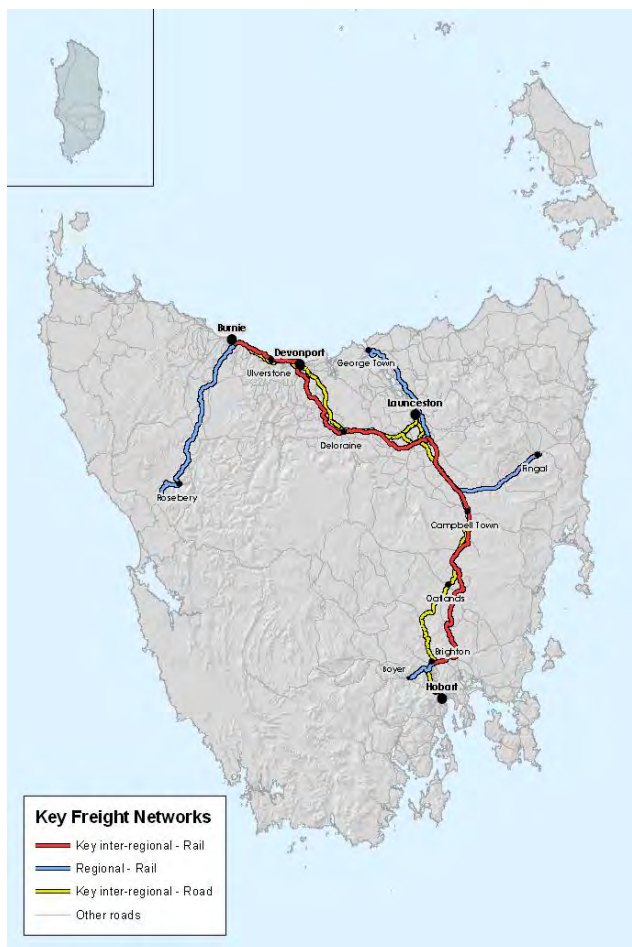 Burnie
Devonport
Ulverstone
George Town
Launceston
Deloraine
Fingal
Rosebery
Campbell Town
Oatlands
Brighton
Boyer
Hobart
Key Freight Networks
Key inter-regional - Rail
Regional - Rail
Key inter-regional - Road
Other roads